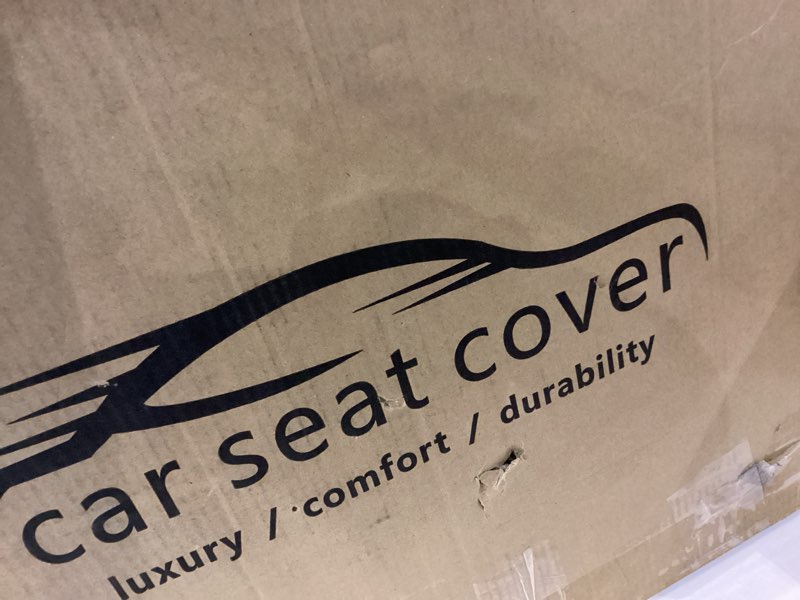 car seat cover
luxury / comfort / durability